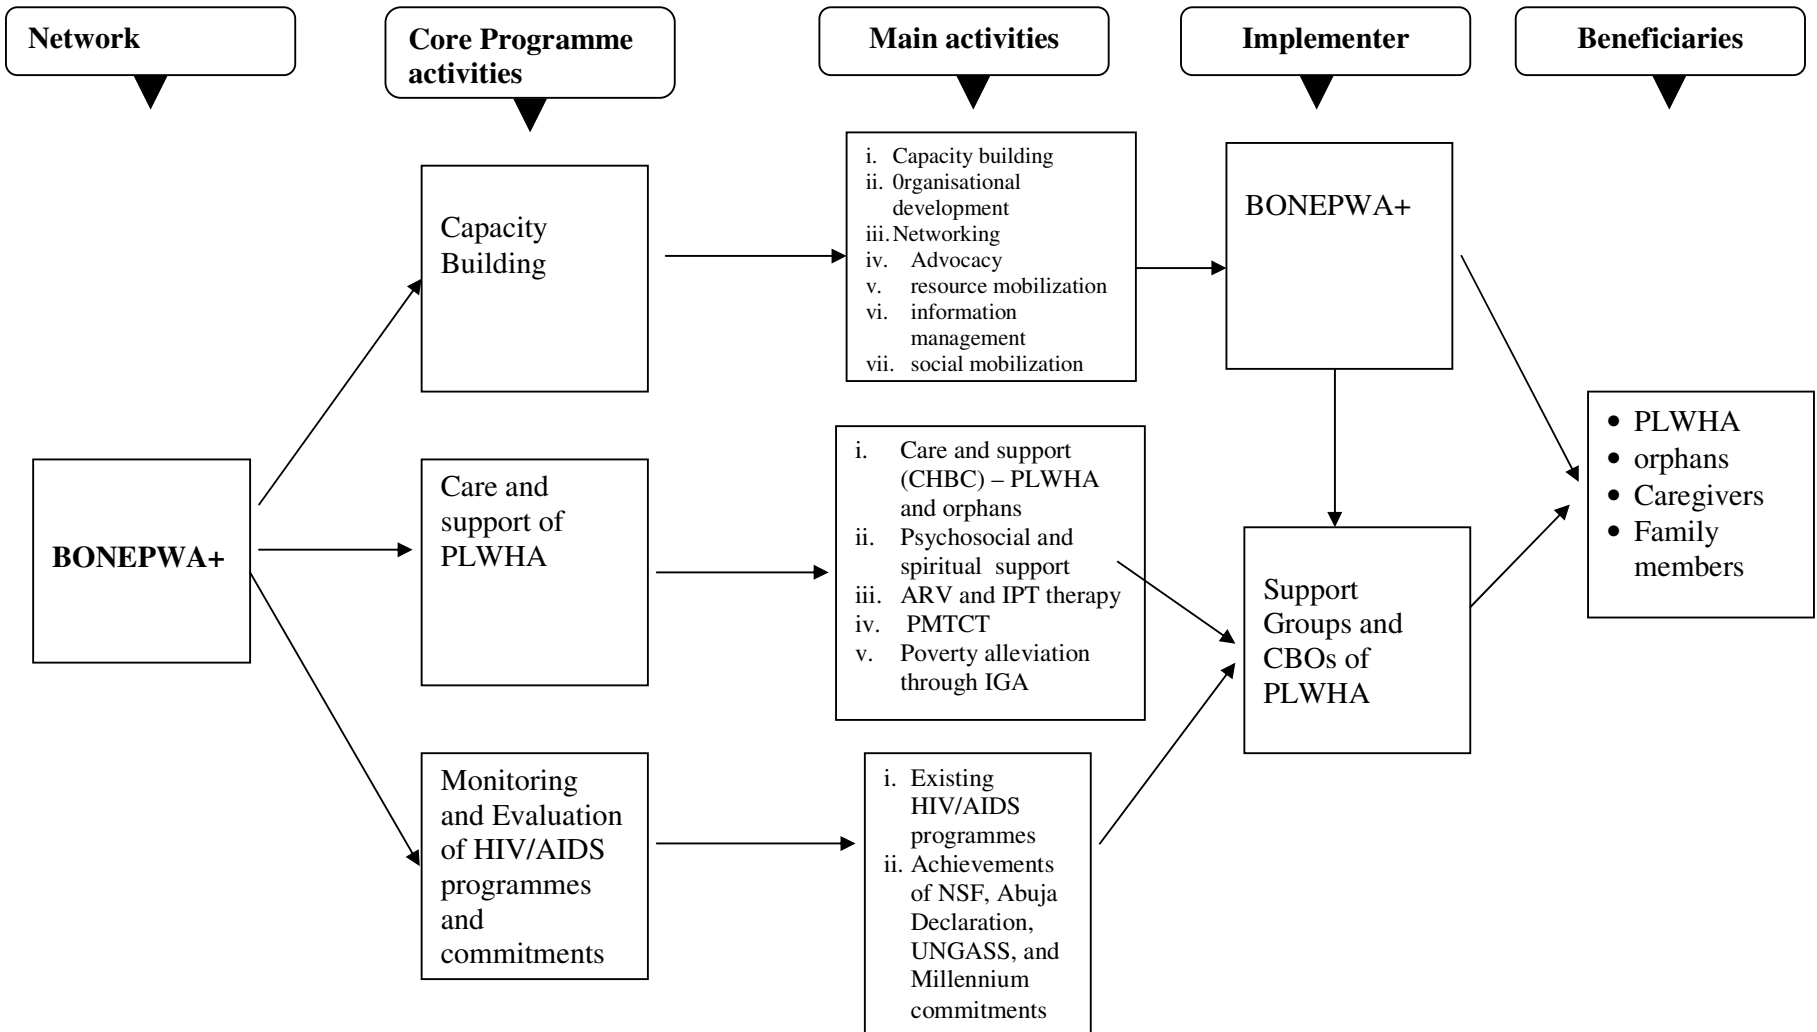 Network
Core Programme
activities
Main activities
Implementer
Beneficiaries
BONEPWA+
Capacity
Building
Care and
support of
PLWHA
Monitoring
and Evaluation
of HIV/AIDS
programmes
and
commitments
i. Capacity building
ii. 0rganisational
development
iii. Networking
iv. Advocacy
v. resource mobilization
vi. information
management
vii. social mobilization
i. Care and support
(CHBC) – PLWHA
and orphans
ii. Psychosocial and
spiritual support
iii. ARV and IPT therapy
iv. PMTCT
v. Poverty alleviation
through IGA
i. Existing
HIV/AIDS
programmes
ii. Achievements
of NSF, Abuja
Declaration,
UNGASS, and
Millennium
commitments
BONEPWA+
Support
Groups and
CBOs of
PLWHA
• PLWHA
• orphans
• Caregivers
• Family
members